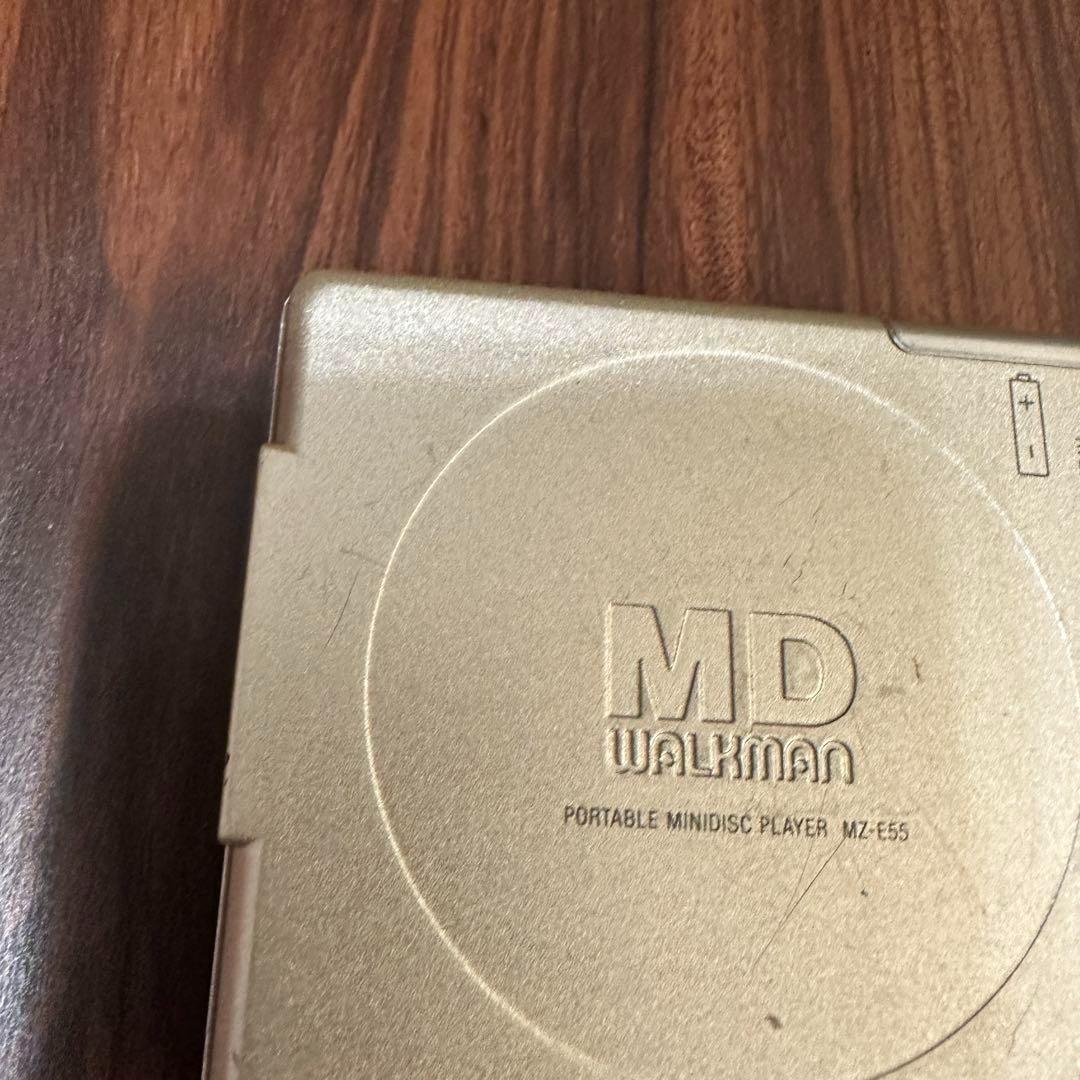 +
-
MD
WALKMAN
PORTABLE MINIDISC PLAYER MZ-E55